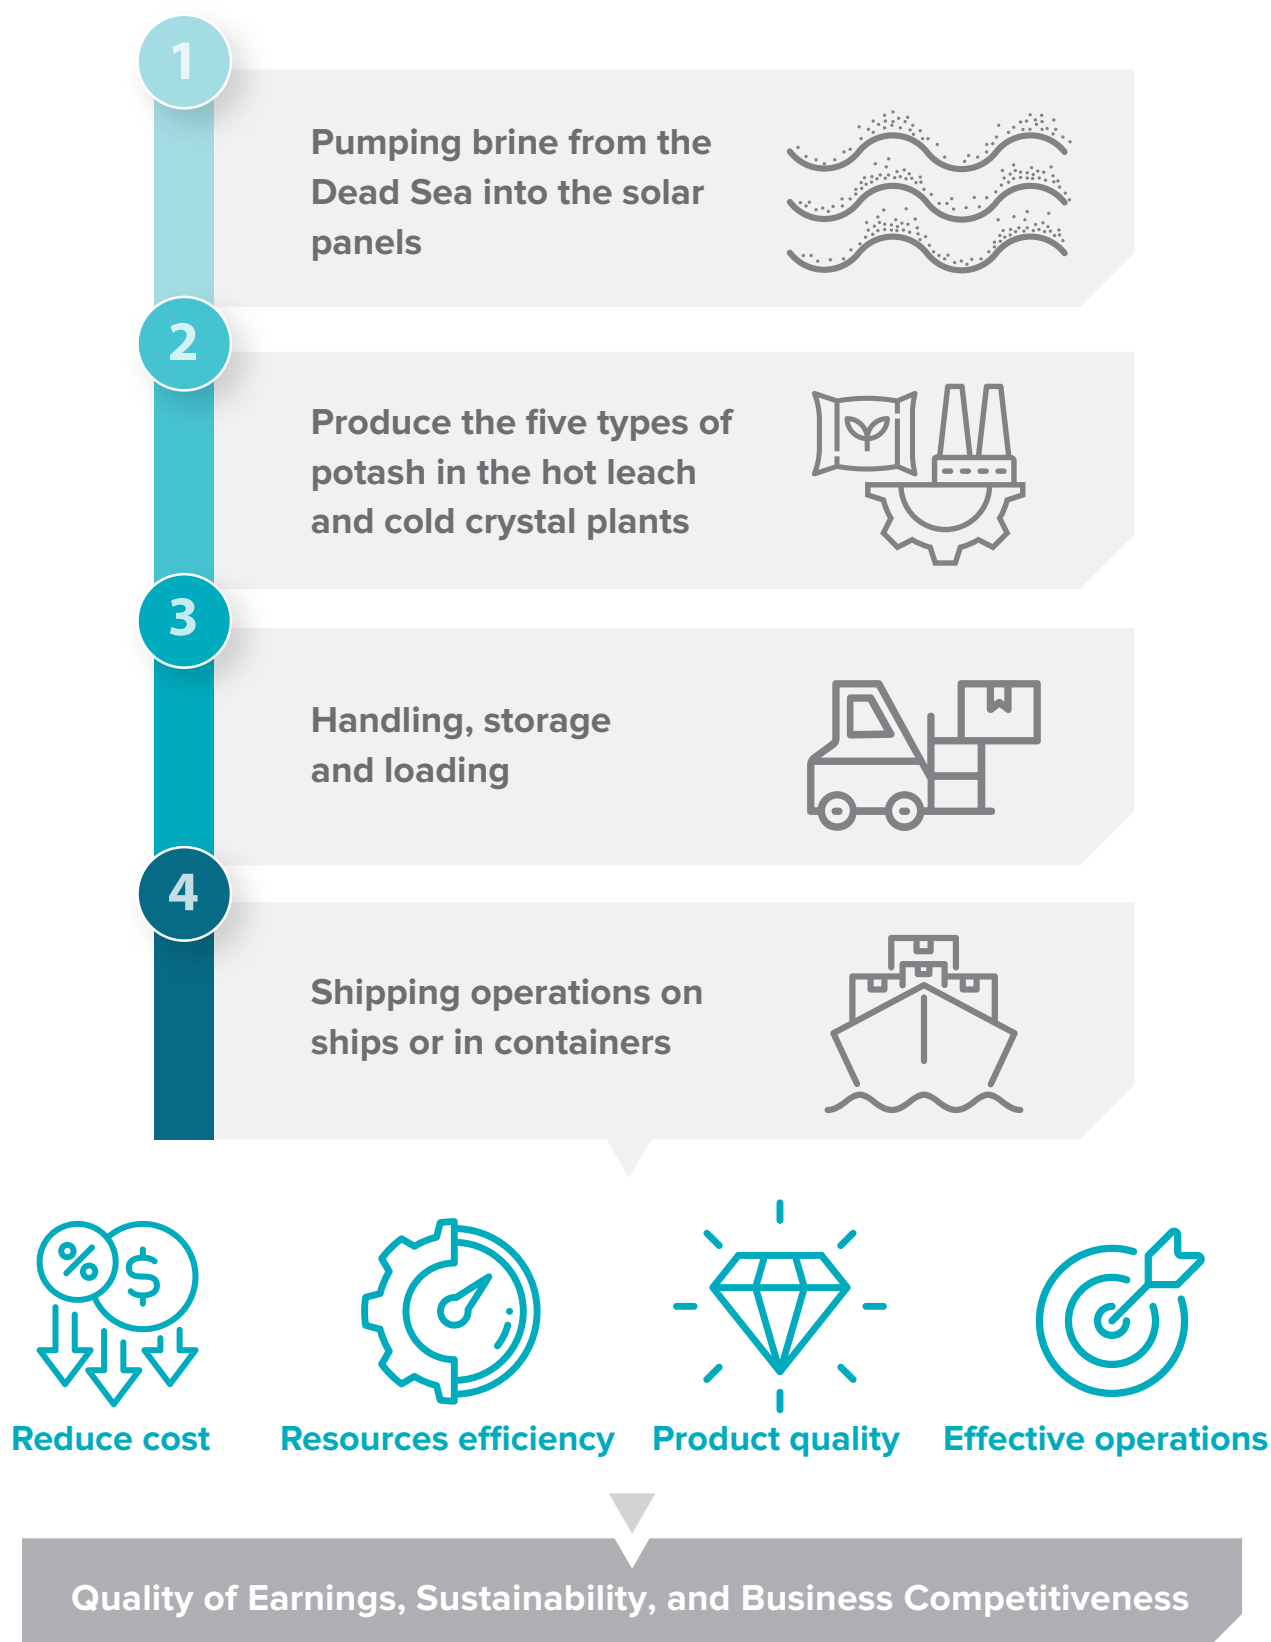 1
Pumping brine from the
Dead Sea into the solar
panels
2
Produce the five types of
potash in the hot leach
and cold crystal plants
3
Handling, storage
and loading
4
Shipping operations on
ships or in containers
% $
Reduce cost
Resources efficiency
Product quality
Effective operations
Quality of Earnings, Sustainability, and Business Competitiveness